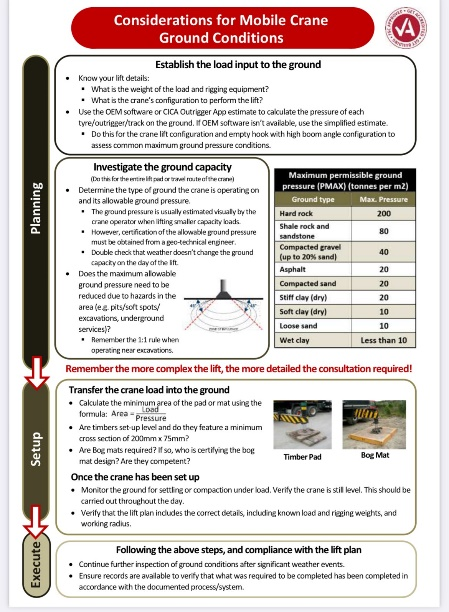 Considerations for Mobile Crane
Ground Conditions
Planning
Establish the load input to the ground
• Know your lift details:
▪ What is the weight of the load and rigging equipment?
▪ What is the crane's configuration to perform the lift?
• Use the OEM software or CICA Outrigger App estimate to calculate the pressure of each
tyre/outrigger/track on the ground. If OEM software isn't available, use the simplified estimate.
▪ Do this for the crane lift configuration and empty hook with high boom angle configuration to
assess common maximum ground pressure conditions.
Investigate the ground capacity
(Do this for the entire lift pad or travel route of the crane)
• Determine the type of ground the crane is operating on
and its allowable ground pressure.
▪ The ground pressure is usually estimated visually by the
crane operator when lifting smaller capacity loads.
▪ However, certification of the allowable ground pressure
must be obtained from a geo-technical engineer.
▪ Double check that weather doesn't change the ground
capacity on the day of the lift.
• Does the maximum allowable
ground pressure need to be
reduced due to hazards in the
area (e.g. pits/soft spots/
excavations, underground
services)?
▪ Remember the 1:1 rule when
operating near excavations.
45°
45°
Maximum permissible ground
pressure (PMAX) (tonnes per m2)
Ground type Max. Pressure
Hard rock 200
Shale rock and
sandstone 80
Compacted gravel
(up to 20% sand) 40
Asphalt 20
Compacted sand 20
Stiff clay (dry) 20
Soft clay (dry) 10
Loose sand 10
Wet clay Less than 10
Remember the more complex the lift, the more detailed the consultation required!
Setup
Transfer the crane load into the ground
• Calculate the minimum area of the pad or mat using the
formula: Area = Load
Pressure
• Are timbers set-up level and do they feature a minimum
cross section of 200mm x 75mm?
• Are Bog mats required? If so, who is certifying the bog
mat design? Are they competent?
Timber Pad
Bog Mat
Once the crane has been set up
• Monitor the ground for settling or compaction under load. Verify the crane is still level. This should be
carried out throughout the day.
• Verify that the lift plan includes the correct details, including known load and rigging weights, and
working radius.
Execute
Following the above steps, and compliance with the lift plan
• Continue further inspection of ground conditions after significant weather events.
• Ensure records are available to verify that what was required to be completed has been completed in
accordance with the documented process/system.